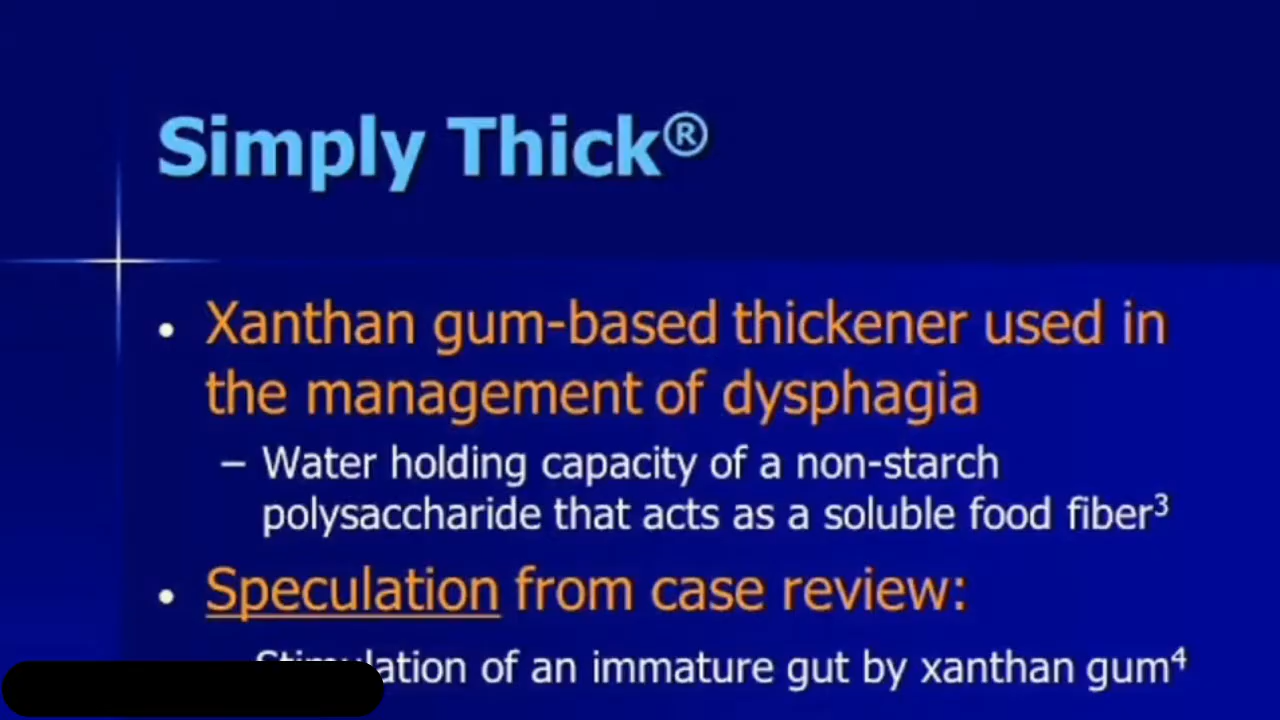 Simply Thick®
• Xanthan gum-based thickener used in
the management of dysphagia
– Water holding capacity of a non-starch
polysaccharide that acts as a soluble food fiber³
• Speculation from case review:
Stimulation of an immature gut by xanthan gum⁴